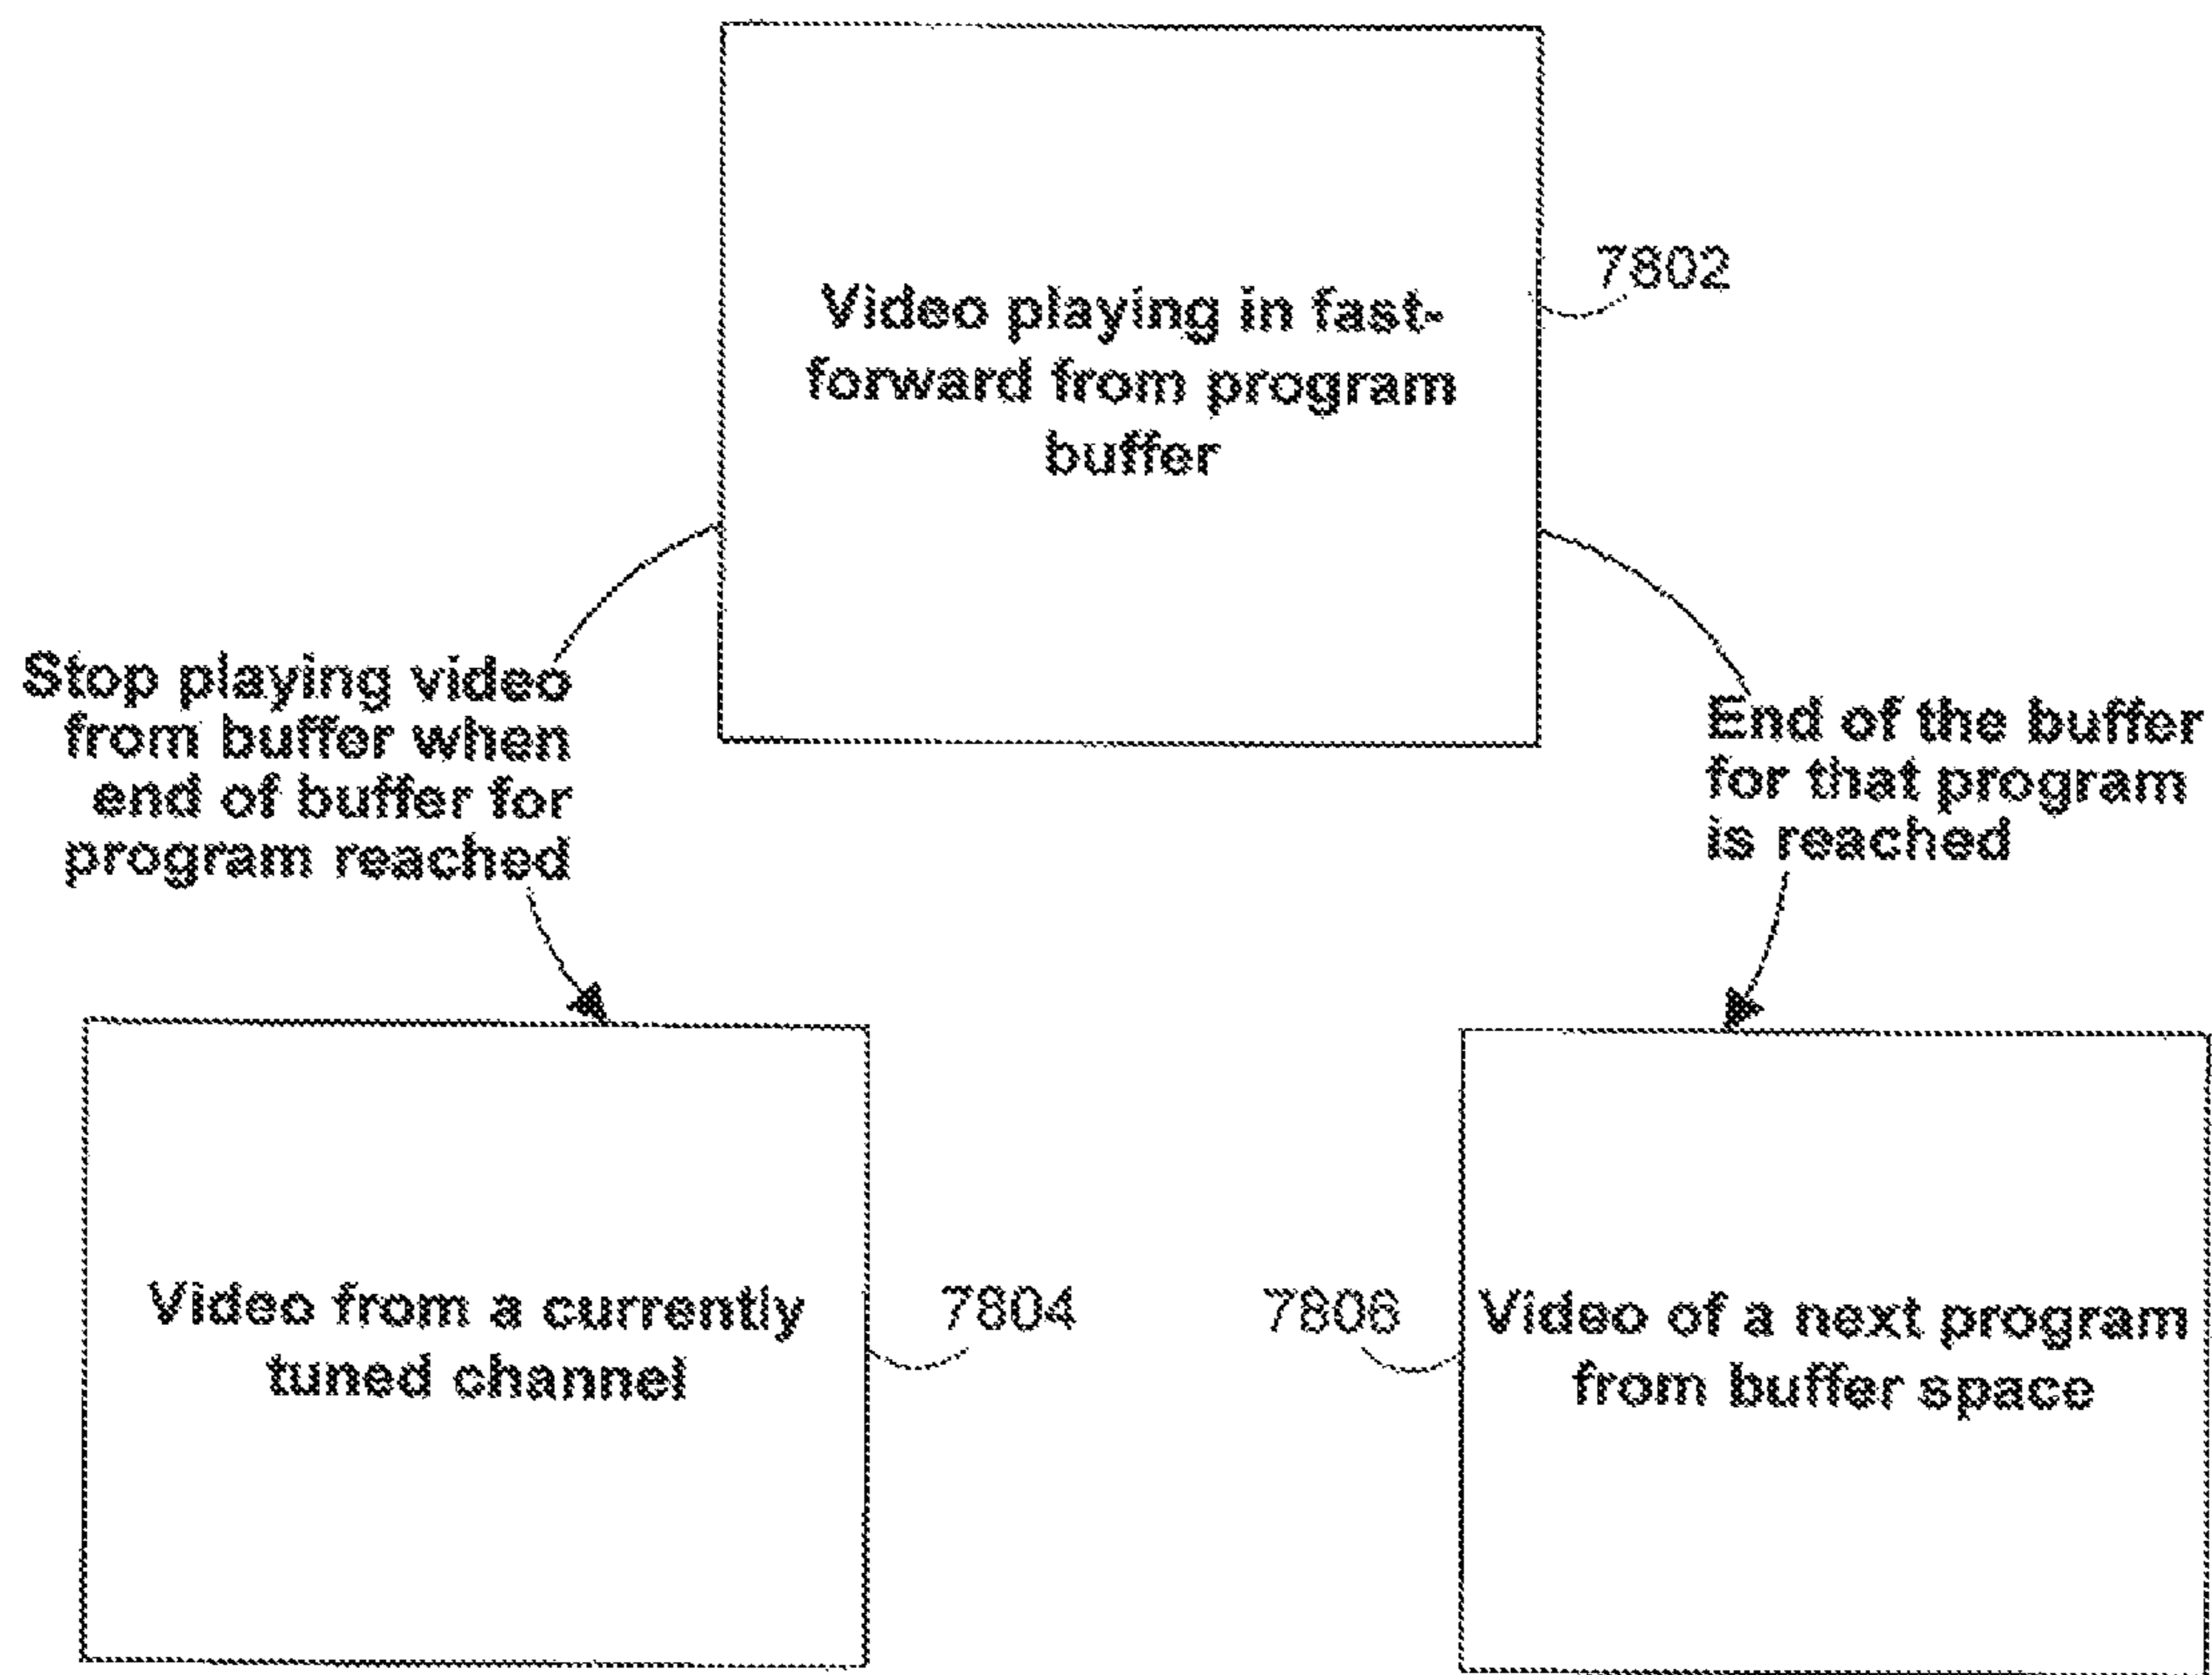 Video playing in fast-
forward from program
buffer
7802
Stop playing video
from buffer when
end of buffer for
program reached
End of the buffer
for that program
is reached
Video from a currently
tuned channel
7804
7806
Video of a next program
from buffer space